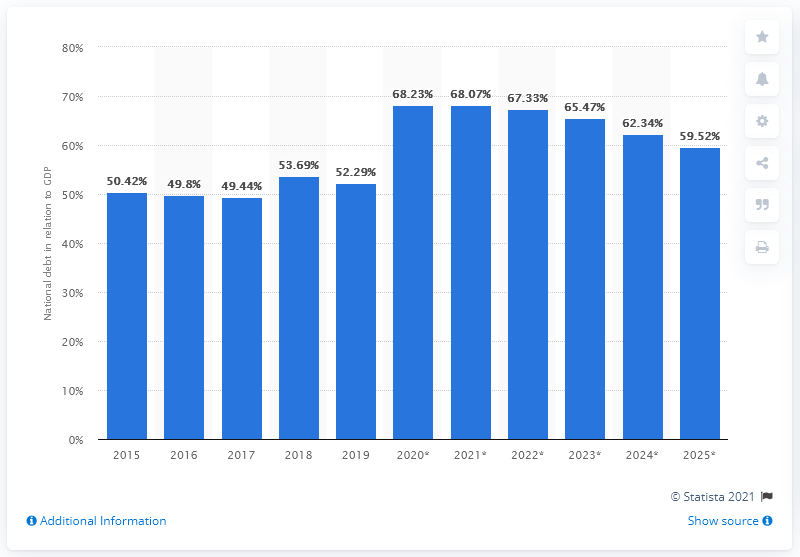 80%
70%
60%
50%
40%
30%
20%
10%
0%
National debt in relation to GDP
50.42% 49.8% 49.44% 53.69% 52.29% 68.23% 68.07% 67.33% 65.47% 62.34% 59.52%
2015 2016 2017 2018 2019 2020* 2021* 2022* 2023* 2024* 2025*
© Statista 2021
Additional Information Show source